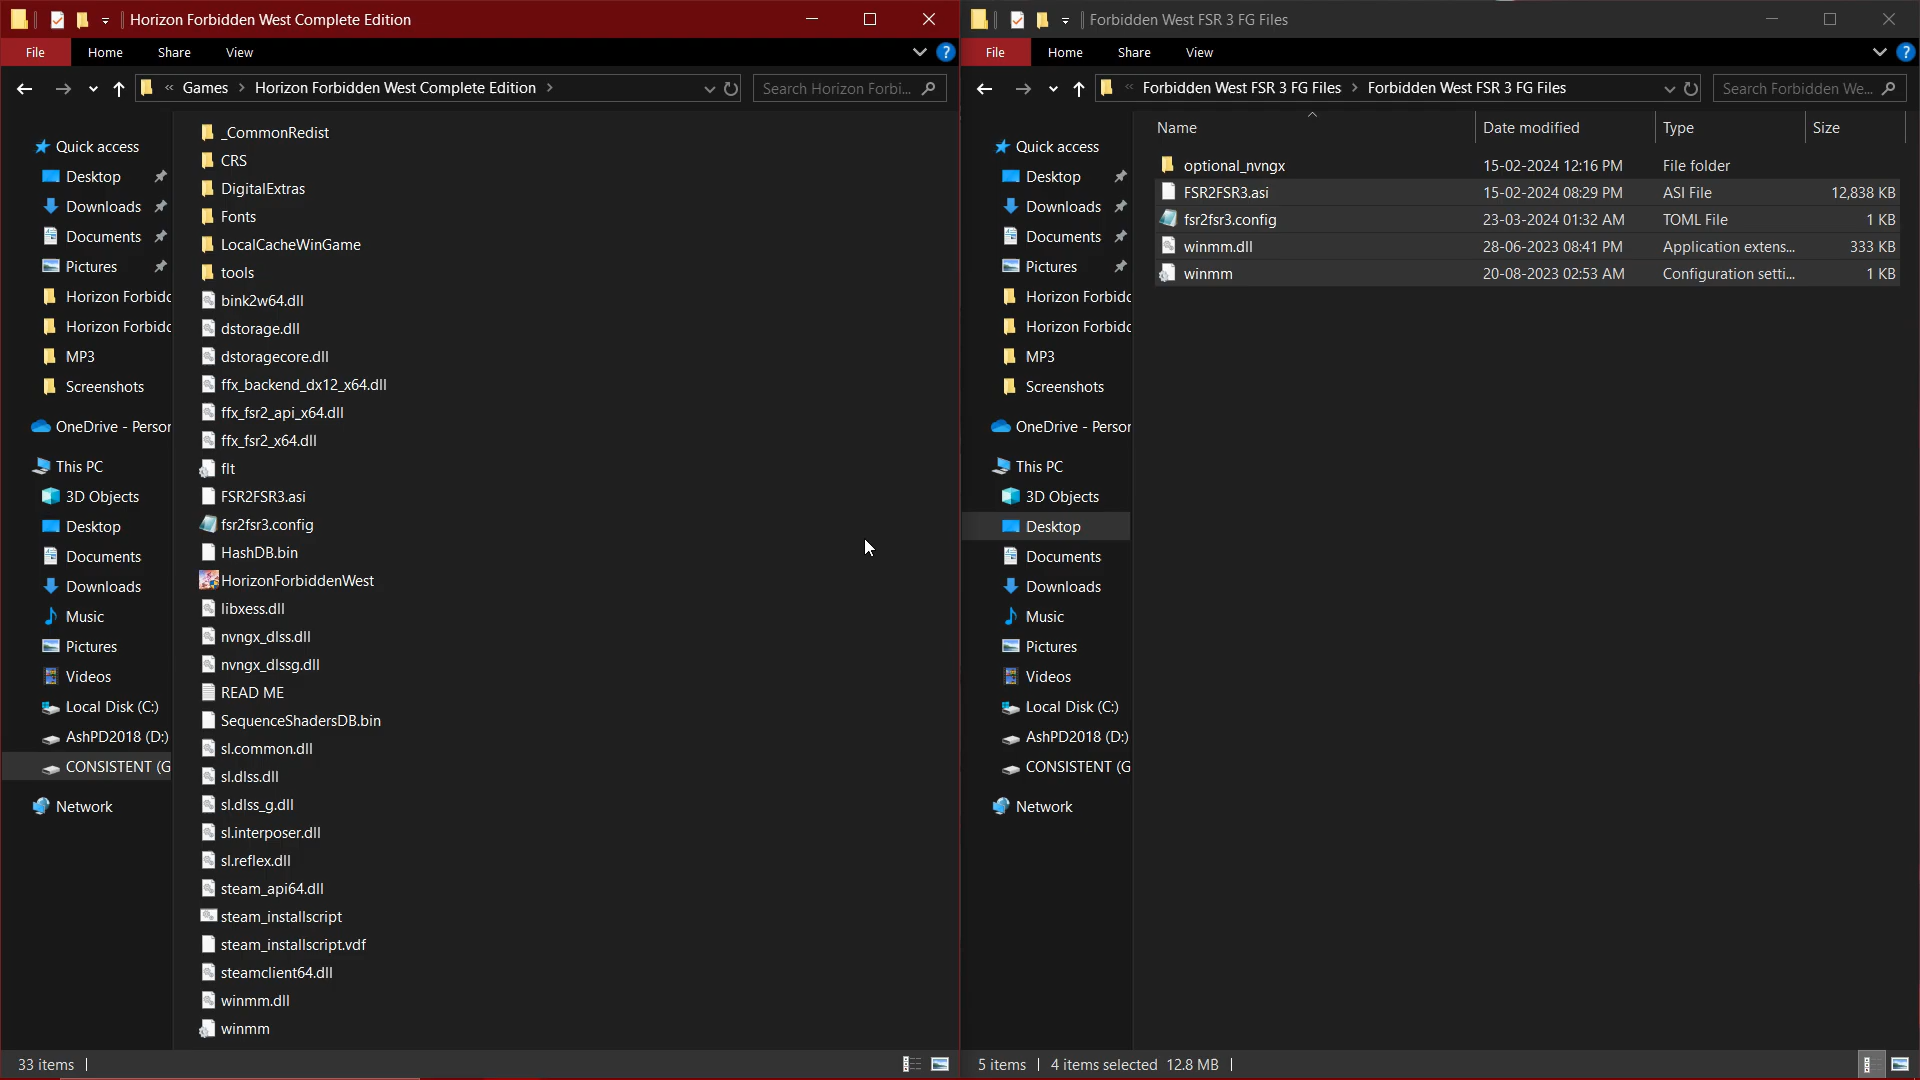 Horizon Forbidden West Complete Edition
File Home Share View
« Games > Horizon Forbidden West Complete Edition >
Search Horizon Forbi...
Quick access
Desktop
Downloads
Documents
Pictures
Horizon Forbidd
Horizon Forbidd
MP3
Screenshots
OneDrive - Person
This PC
3D Objects
Desktop
Documents
Downloads
Music
Pictures
Videos
Local Disk (C:)
AshPD2018 (D:)
CONSISTENT (G
Network
_CommonRedist
CRS
DigitalExtras
Fonts
LocalCacheWinGame
tools
bink2w64.dll
dstorage.dll
dstoragecore.dll
ffx_backend_dx12_x64.dll
ffx_fsr2_api_x64.dll
ffx_fsr2_x64.dll
flt
FSR2FSR3.asi
fsr2fsr3.config
HashDB.bin
HorizonForbiddenWest
libxess.dll
nvngx_dlss.dll
nvngx_dlssg.dll
READ ME
SequenceShadersDB.bin
sl.common.dll
sl.dlss.dll
sl.dlss_g.dll
sl.interposer.dll
sl.reflex.dll
steam_api64.dll
steam_installscript
steam_installscript.vdf
steamclient64.dll
winmm.dll
winmm
33 items
Forbidden West FSR 3 FG Files
File Home Share View
« Forbidden West FSR 3 FG Files > Forbidden West FSR 3 FG Files
Search Forbidden We...
Quick access
Desktop
Downloads
Documents
Pictures
Horizon Forbidd
Horizon Forbidd
MP3
Screenshots
OneDrive - Person
This PC
3D Objects
Desktop
Documents
Downloads
Music
Pictures
Videos
Local Disk (C:)
AshPD2018 (D:)
CONSISTENT (G
Network
Name Date modified Type Size
optional_nvngx 15-02-2024 12:16 PM File folder
FSR2FSR3.asi 15-02-2024 08:29 PM ASI File 12,838 KB
fsr2fsr3.config 23-03-2024 01:32 AM TOML File 1 KB
winmm.dll 28-06-2023 08:41 PM Application extens... 333 KB
winmm 20-08-2023 02:53 AM Configuration setti... 1 KB
5 items 4 items selected 12.8 MB